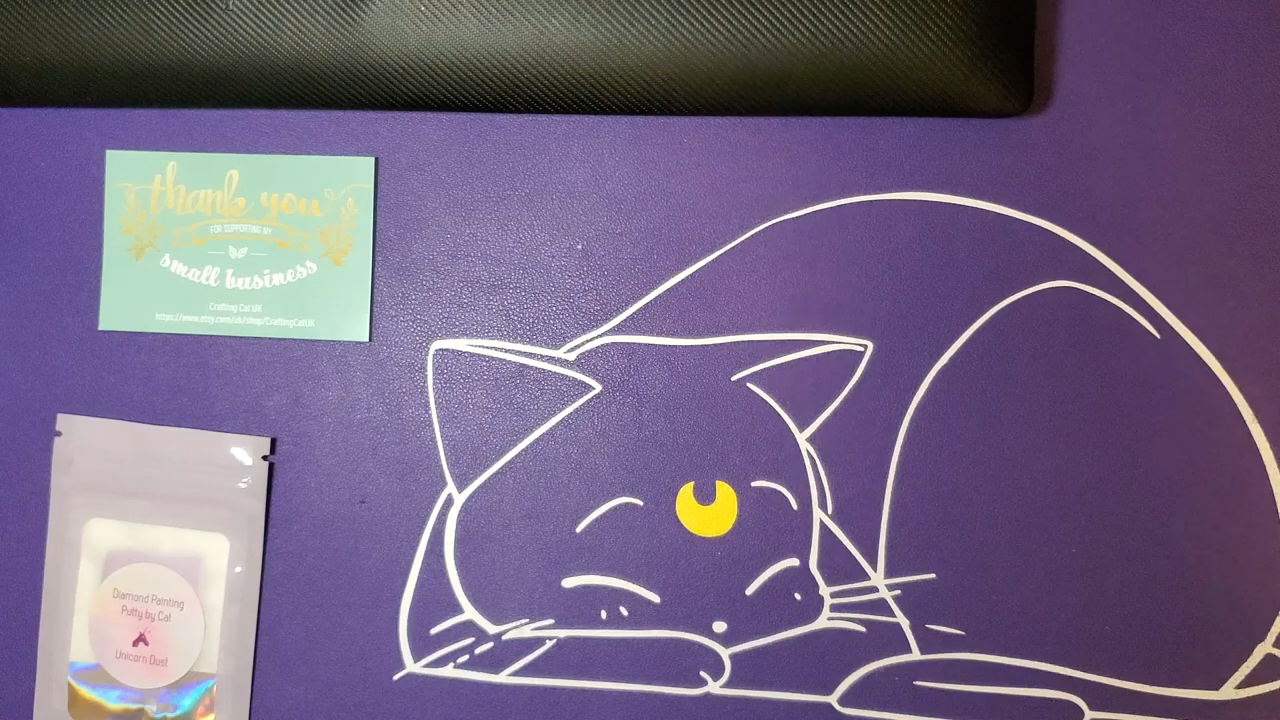 thank you
FOR SUPPORTING MY
small business
Crafting Cat UK
https://www.etsy.com/uk/shop/CraftingCatUK
Diamond Painting
Putty by Cat
Unicorn Dust